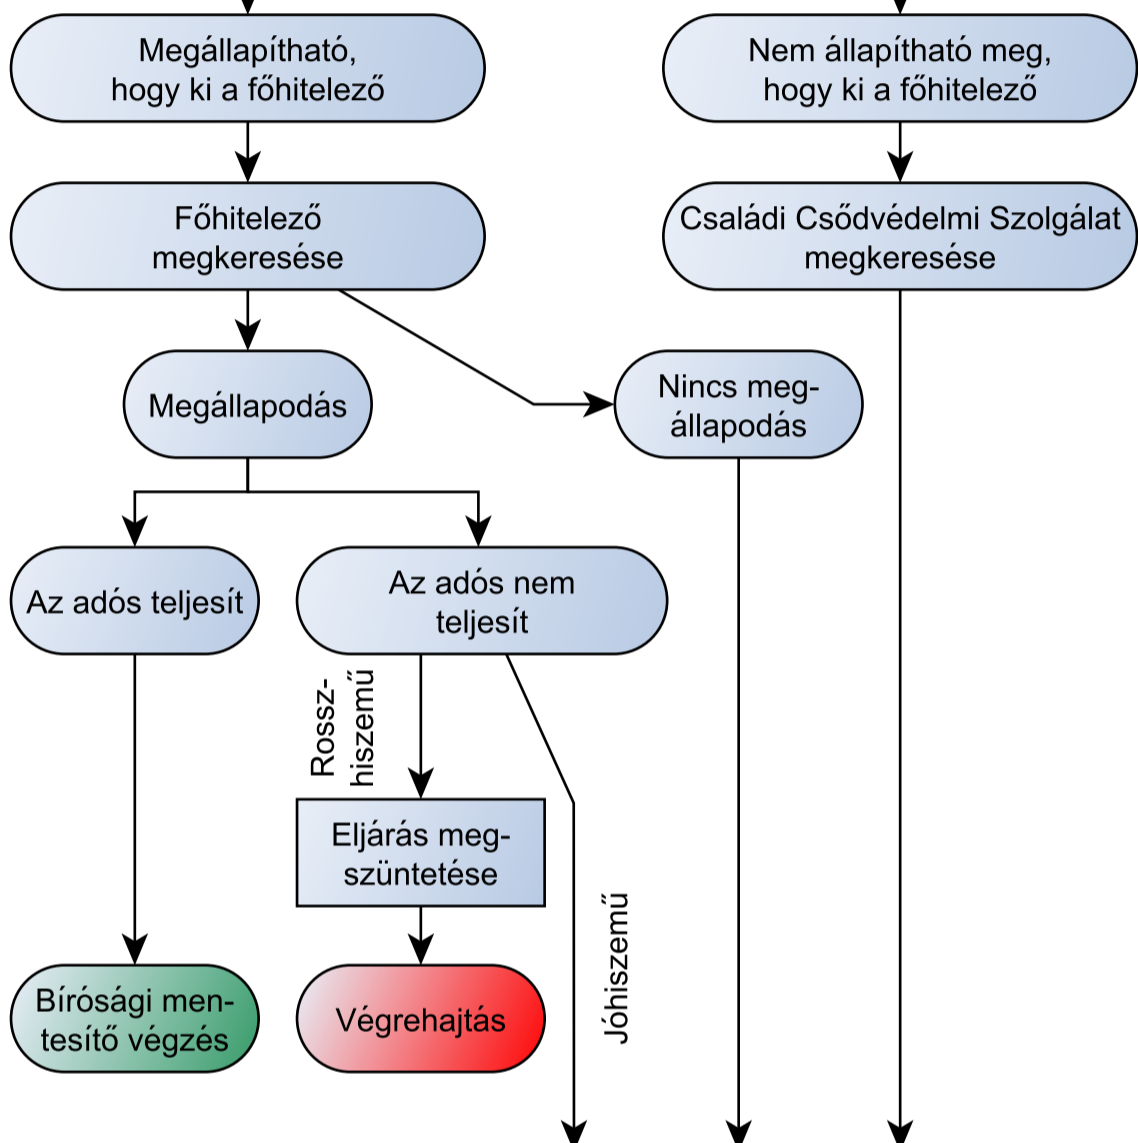 Megállapítható,
hogy ki a főhitelező
Nem állapítható meg,
hogy ki a főhitelező
Főhitelező
megkeresése
Családi Csődvédelmi Szolgálat
megkeresése
Megállapodás
Nincs meg-
állapodás
Az adós teljesít
Az adós nem
teljesít
Rossz-
hiszemű
Eljárás meg-
szüntetése
Jóhiszemű
Bírósági men-
tesítő végzés
Végrehajtás